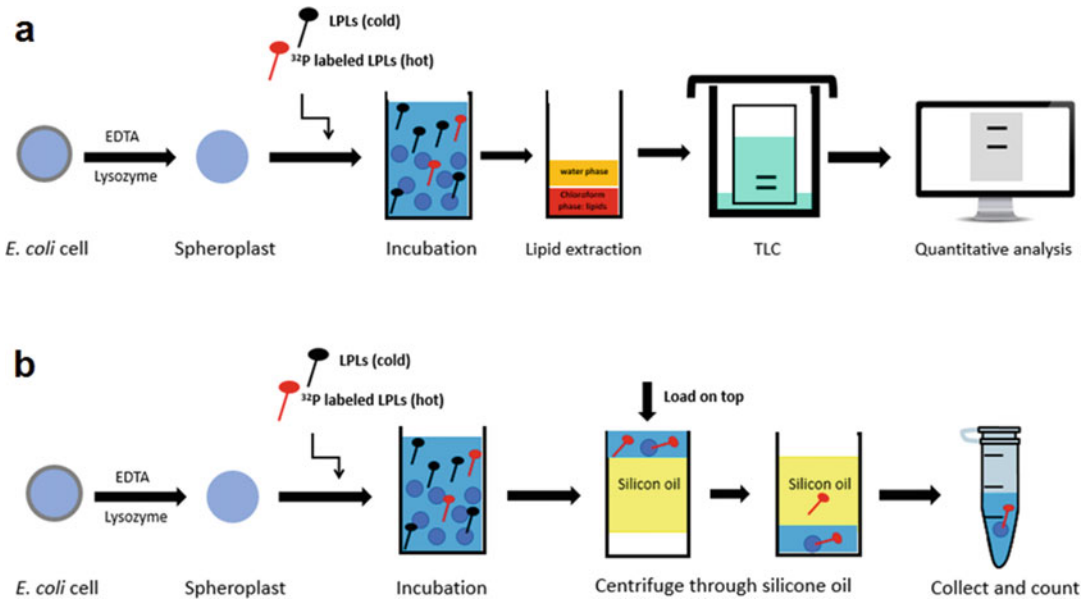 a
LPLs (cold)
³²P labeled LPLs (hot)
EDTA
Lysozyme
water phase
Chloroform
phase: lipids
E. coli cell
Spheroplast
Incubation
Lipid extraction
TLC
Quantitative analysis
b
LPLs (cold)
³²P labeled LPLs (hot)
Load on top
EDTA
Lysozyme
Silicon oil
Silicon oil
E. coli cell
Spheroplast
Incubation
Centrifuge through silicone oil
Collect and count